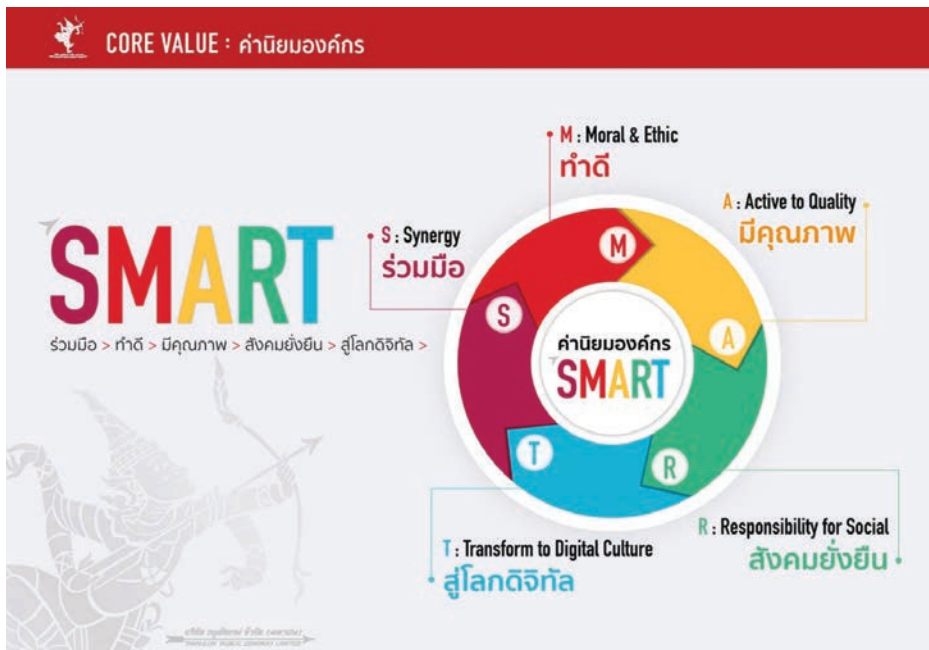 CORE VALUE : ค่านิยมองค์กร
M : Moral & Ethic
ทำดี
A : Active to Quality
มีคุณภาพ
S : Synergy
ร่วมมือ
SMART
ร่วมมือ > ทำดี > มีคุณภาพ > สังคมยั่งยืน > สู่โลกดิจิทัล >
M
S
A
ค่านิยมองค์กร
SMART
T
R
R : Responsibility for Social
สังคมยั่งยืน
T : Transform to Digital Culture
สู่โลกดิจิทัล